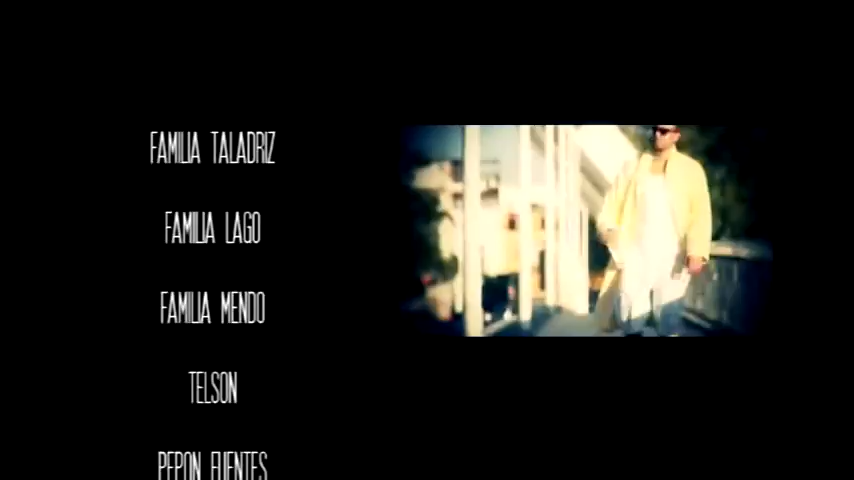 FAMILIA TALADRIZ
FAMILIA LAGO
FAMILIA MENDO
TELSON
PEPON FUENTES